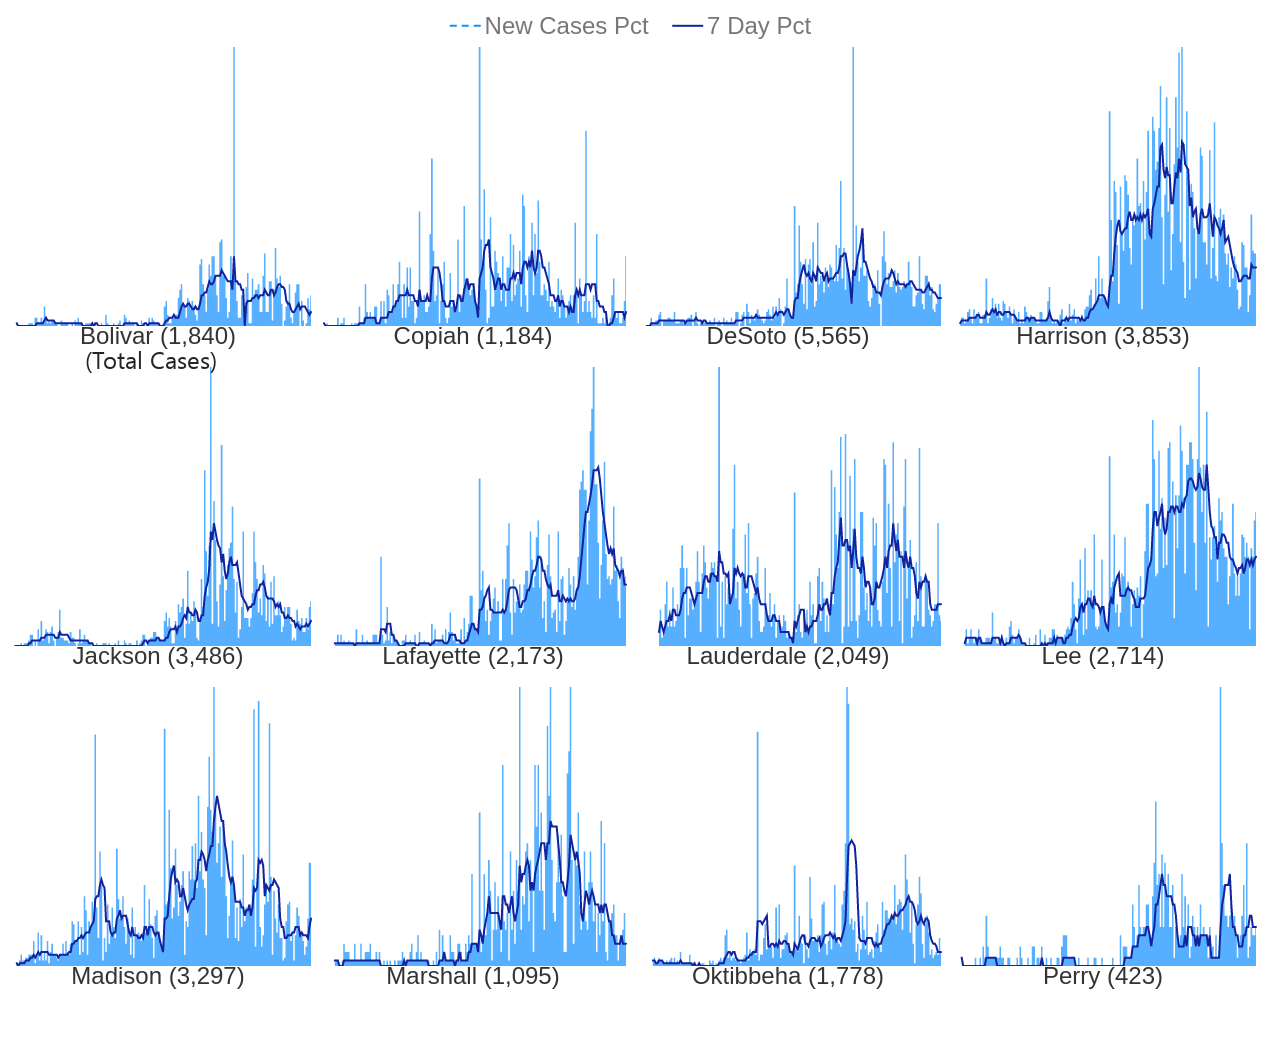 New Cases Pct 7 Day Pct
Bolivar (1,840) Copiah (1,184) DeSoto (5,565) Harrison (3,853)
(Total Cases)
Jackson (3,486) Lafayette (2,173) Lauderdale (2,049) Lee (2,714)
Madison (3,297) Marshall (1,095) Oktibbeha (1,778) Perry (423)